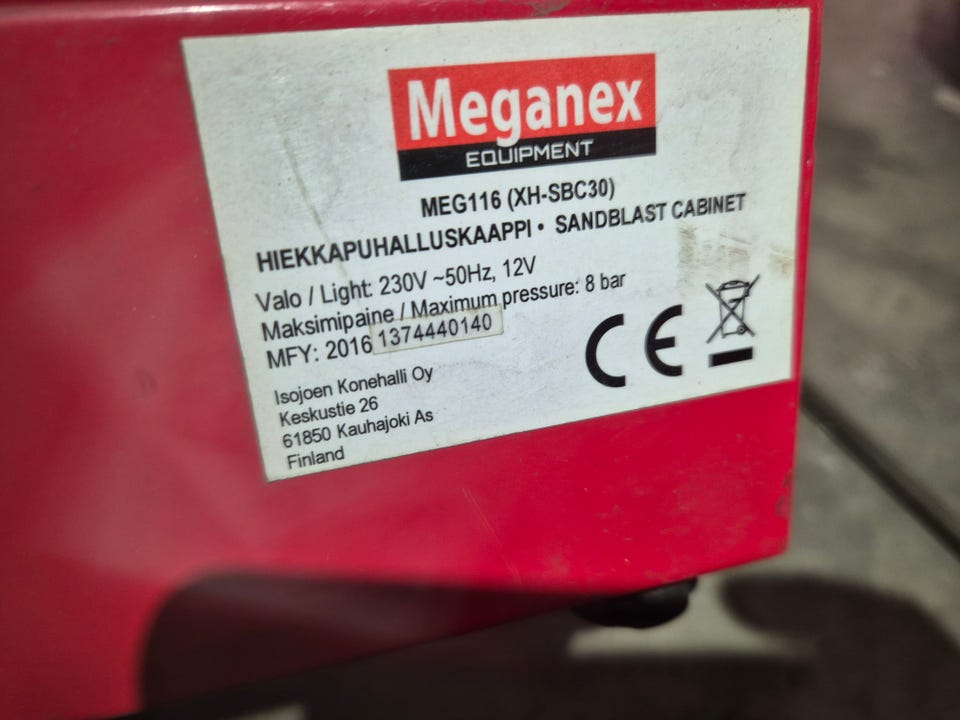 Meganex
EQUIPMENT
MEG116 (XH-SBC30)
HIEKKAPUHALLUSKAAPPI • SANDBLAST CABINET
Valo / Light: 230V ~50Hz, 12V
Maksimipaine / Maximum pressure: 8 bar
MFY: 2016 1374440140
Isojoen Konehalli Oy
Keskustie 26
61850 Kauhajoki As
Finland
CE